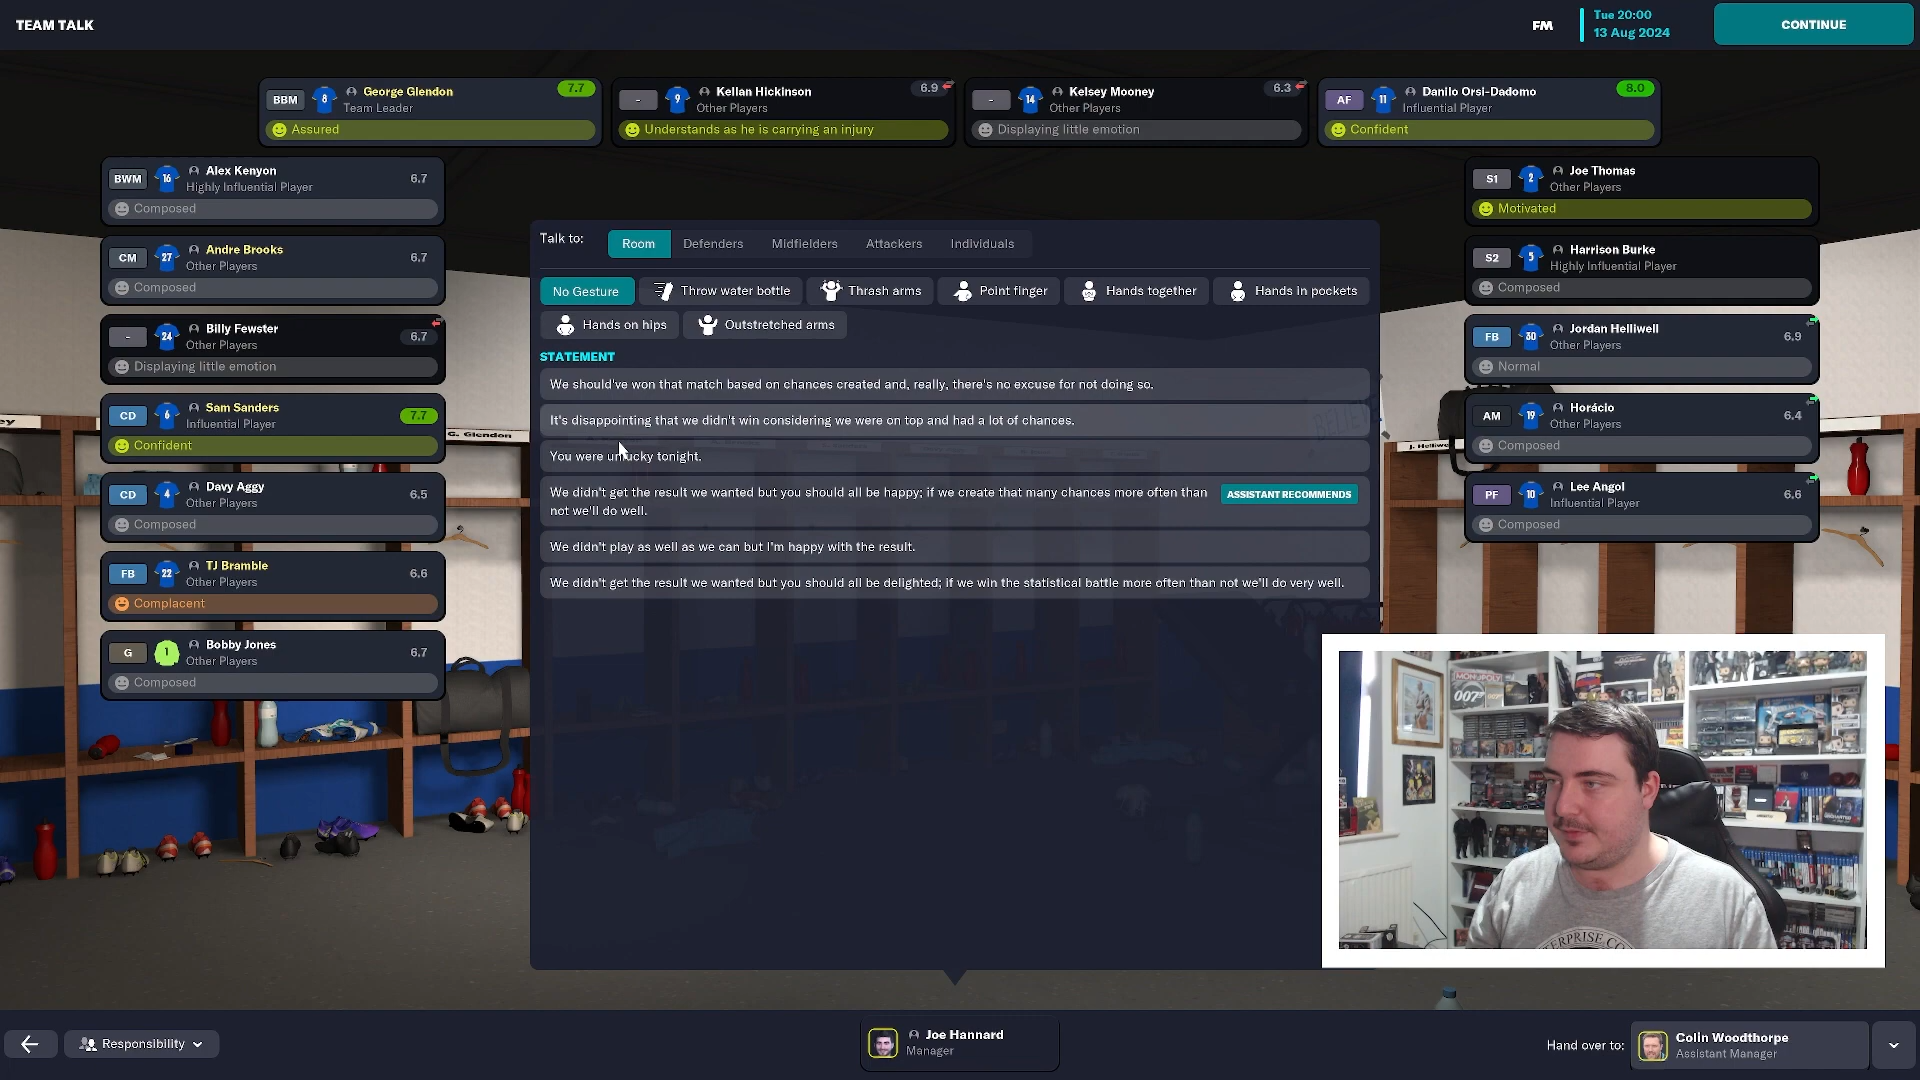 TEAM TALK
FM
Tue 20:00
13 Aug 2024
CONTINUE
BBM
8
George Glendon
Team Leader
7.7
Assured
-
9
Kellan Hickinson
Other Players
6.9
Understands as he is carrying an injury
-
14
Kelsey Mooney
Other Players
6.3
Displaying little emotion
AF
11
Danilo Orsi-Dadomo
Influential Player
8.0
Confident
BWM
16
Alex Kenyon
Highly Influential Player
6.7
Composed
CM
27
Andre Brooks
Other Players
6.7
Composed
-
24
Billy Fewster
Other Players
6.7
Displaying little emotion
CD
6
Sam Sanders
Influential Player
7.7
Confident
CD
4
Davy Aggy
Other Players
6.5
Composed
FB
22
TJ Bramble
Other Players
6.6
Complacent
G
1
Bobby Jones
Other Players
6.7
Composed
G. Glendon
Talk to:
Room
Defenders
Midfielders
Attackers
Individuals
No Gesture
Throw water bottle
Thrash arms
Point finger
Hands together
Hands in pockets
Hands on hips
Outstretched arms
STATEMENT
We should've won that match based on chances created and, really, there's no excuse for not doing so.
It's disappointing that we didn't win considering we were on top and had a lot of chances.
You were unlucky tonight.
We didn't get the result we wanted but you should all be happy; if we create that many chances more often than
not we'll do well.
ASSISTANT RECOMMENDS
We didn't play as well as we can but I'm happy with the result.
We didn't get the result we wanted but you should all be delighted; if we win the statistical battle more often than not we'll do very well.
S1
2
Joe Thomas
Other Players
Motivated
S2
5
Harrison Burke
Highly Influential Player
Composed
FB
30
Jordan Helliwell
Other Players
6.9
Normal
AM
19
Horácio
Other Players
6.4
Composed
PF
10
Lee Angol
Influential Player
6.6
Composed
BELIEVE
MONOPOLY
007
UNCHARTED
ERPRISE CO
Responsibility
Joe Hannard
Manager
Hand over to:
Colin Woodthorpe
Assistant Manager